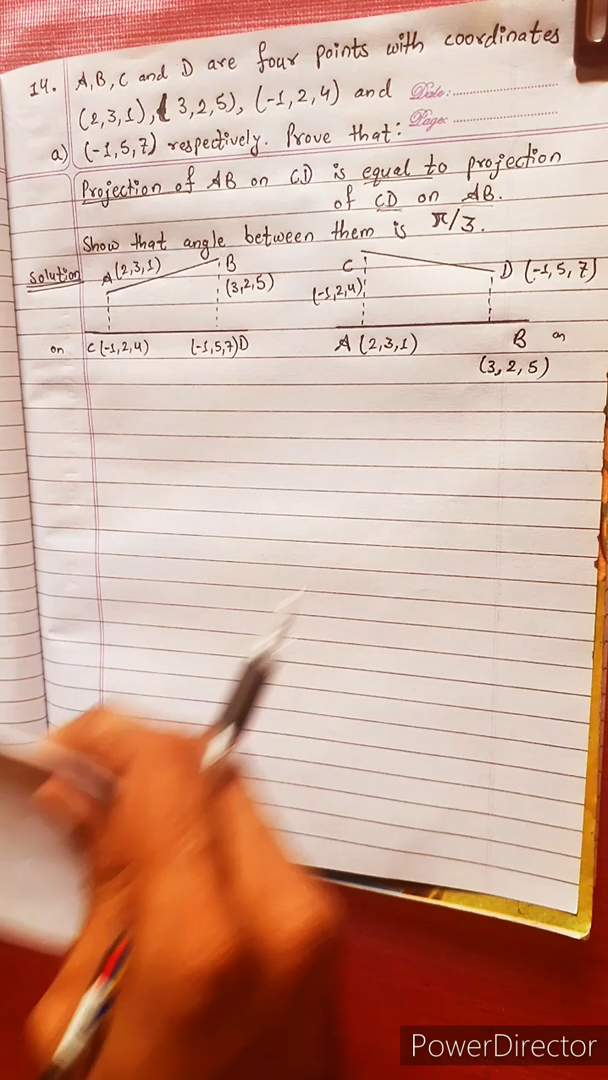 14. A, B, C and D are four points with coordinates
(2,3,1), (3,2,5), (-1,2,4) and Date:
Page:
a) (-1,5,7) respectively. Prove that:
Projection of AB on CD is equal to projection
of CD on AB.
Show that angle between them is π/3.
Solution A(2,3,1) B C D (-1,5,7)
(3,2,5) (-1,2,4)
on C(-1,2,4) (-1,5,7)D A (2,3,1) B on
(3,2,5)
PowerDirector